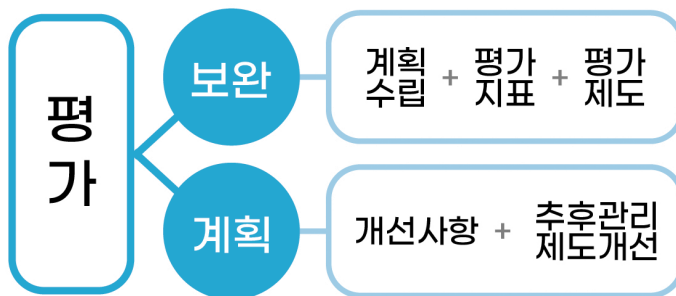 평
가
보완
계획 + 평가 + 평가
수립 지표 제도
계획
개선사항 + 추후관리
제도개선